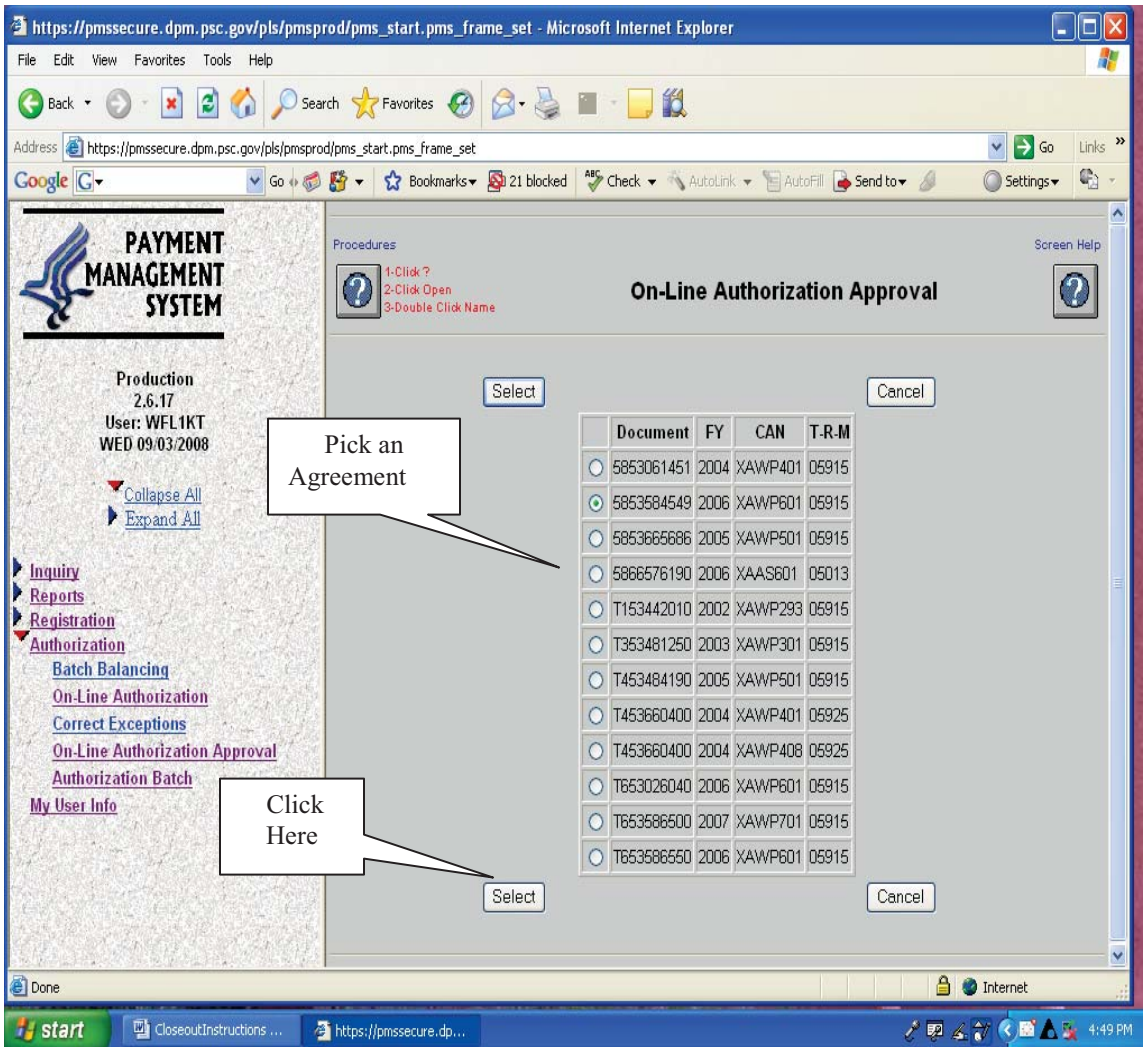 https://pmssecure.dpm.psc.gov/pls/pmsprod/pms_start.pms_frame_set - Microsoft Internet Explorer
File Edit View Favorites Tools Help
Back Search Favorites
Address https://pmssecure.dpm.psc.gov/pls/pmsprod/pms_start.pms_frame_set Go Links »
Google G Go Bookmarks 21 blocked ABC Check AutoLink AutoFill Send to Settings
PAYMENT
MANAGEMENT
SYSTEM
Production
2.6.17
User: WFL1KT
WED 09/03/2008
Collapse All
Expand All
Inquiry
Reports
Registration
Authorization
Batch Balancing
On-Line Authorization
Correct Exceptions
On-Line Authorization Approval
Authorization Batch
My User Info
Procedures
Screen Help
?
1-Click ?
2-Click Open
3-Double Click Name
On-Line Authorization Approval
?
Select Cancel
Pick an
Agreement
Document FY CAN T-R-M
5853061451 2004 XAWP401 05915
5853584549 2006 XAWP601 05915
5853665686 2005 XAWP501 05915
5866576190 2006 XAAS601 05013
T153442010 2002 XAWP293 05915
T353481250 2003 XAWP301 05915
T453484190 2005 XAWP501 05915
T453660400 2004 XAWP401 05925
T453660400 2004 XAWP408 05925
T653026040 2006 XAWP601 05915
T653586500 2007 XAWP701 05915
T653586550 2006 XAWP601 05915
Click
Here
Select Cancel
Done Internet
start CloseoutInstructions ... https://pmssecure.dp... 4:49 PM